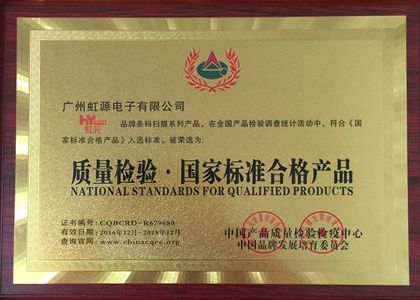 广州虹源电子有限公司
HYuan
虹元
品牌条码扫描系列产品，在全国产品检验调查统计活动中，符合《国
家标准合格产品》入选标准，被荣选为：
质量检验·国家标准合格产品
NATIONAL STANDARDS FOR QUALIFIED PRODUCTS
证书编号：CQBCRD-R679680
有效日期：2016年12月-2018年12月
查询官网：www.chinacqcc.org
中国产品质量检验检疫中心
中国品牌发展培育委员会